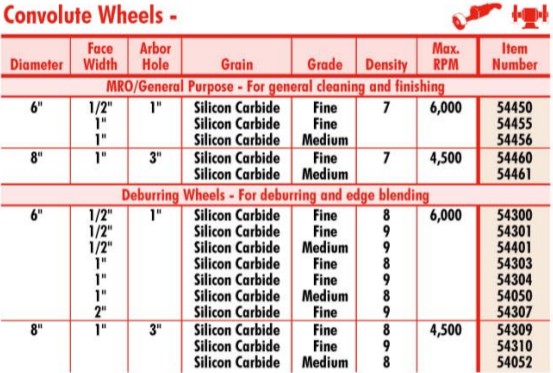 Convolute Wheels -
Diameter Face Width Arbor Hole Grain Grade Density Max. RPM Item Number
MRO/General Purpose - For general cleaning and finishing
6" 1/2" 1" Silicon Carbide Fine 7 6,000 54450
1" Silicon Carbide Fine 54455
1" Silicon Carbide Medium 54456
8" 1" 3" Silicon Carbide Fine 7 4,500 54460
Silicon Carbide Medium 54461
Deburring Wheels - For deburring and edge blending
6" 1/2" 1" Silicon Carbide Fine 8 6,000 54300
1/2" Silicon Carbide Fine 9 54301
1/2" Silicon Carbide Medium 9 54401
1" Silicon Carbide Fine 8 54303
1" Silicon Carbide Fine 9 54304
1" Silicon Carbide Medium 8 54050
2" Silicon Carbide Fine 9 54307
8" 1" 3" Silicon Carbide Fine 8 4,500 54309
Silicon Carbide Fine 9 54310
Silicon Carbide Medium 8 54052